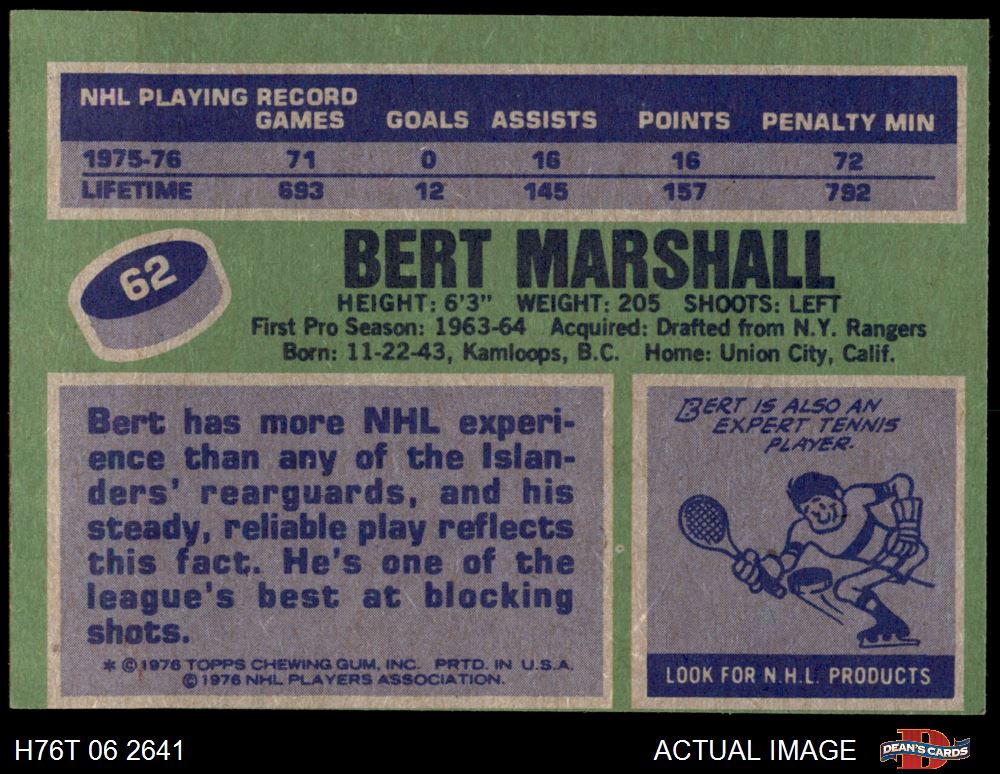 NHL PLAYING RECORD
GAMES GOALS ASSISTS POINTS PENALTY MIN
1975-76 71 0 16 16 72
LIFETIME 693 12 145 157 792
62
BERT MARSHALL
HEIGHT: 6'3" WEIGHT: 205 SHOOTS: LEFT
First Pro Season: 1963-64 Acquired: Drafted from N.Y. Rangers
Born: 11-22-43, Kamloops, B.C. Home: Union City, Calif.
Bert has more NHL experi-
ence than any of the Islan-
ders' rearguards, and his
steady, reliable play reflects
this fact. He's one of the
league's best at blocking
shots.
* © 1976 TOPPS CHEWING GUM, INC. PRTD. IN U.S.A.
© 1976 NHL PLAYERS ASSOCIATION.
BERT IS ALSO AN
EXPERT TENNIS
PLAYER.
LOOK FOR N.H.L. PRODUCTS
H76T 06 2641
ACTUAL IMAGE
DEAN'S CARDS